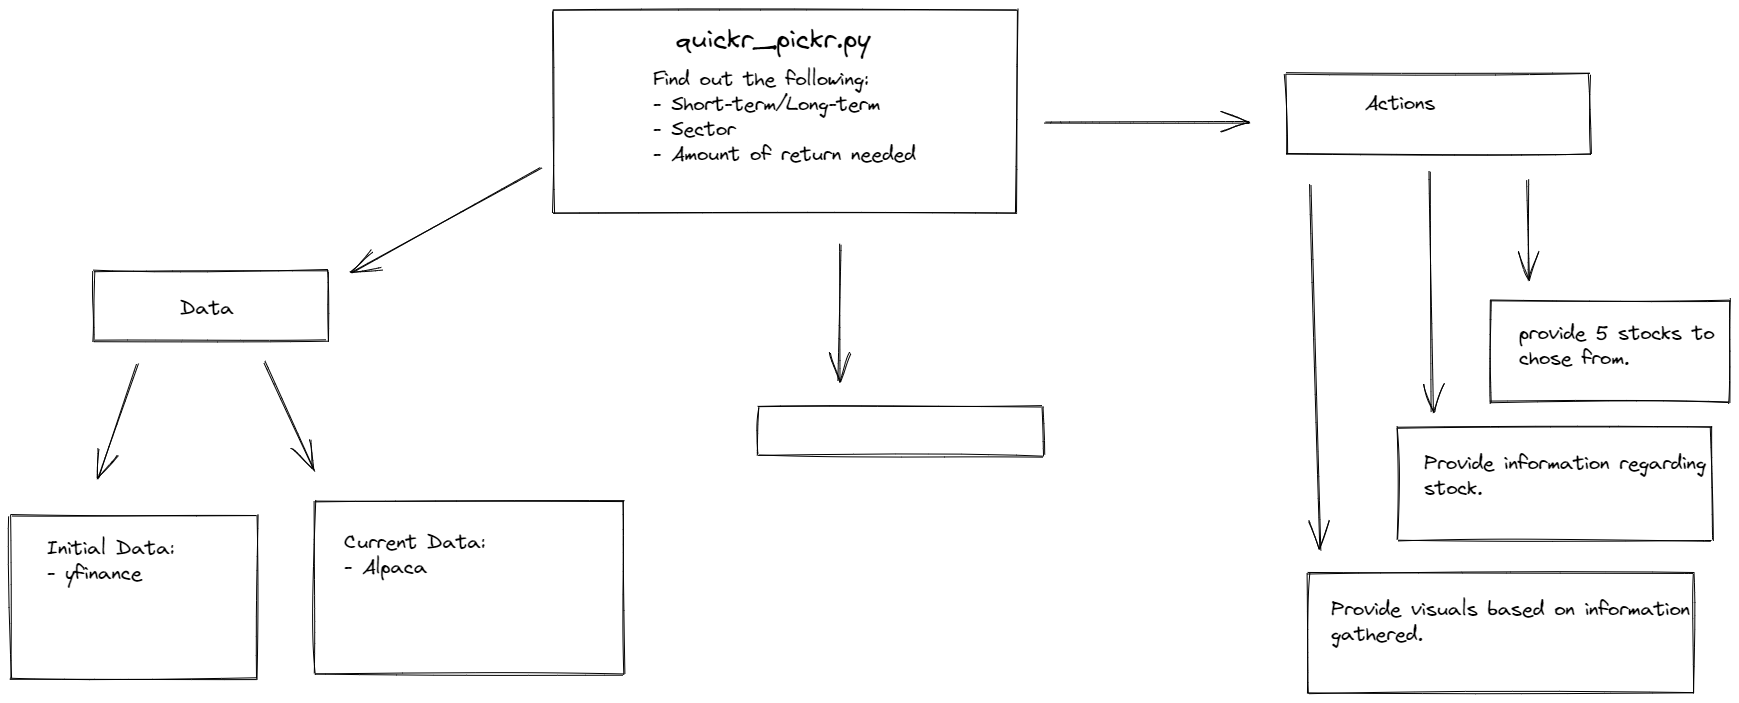 quickr_pickr.py
Find out the following:
- Short-term/Long-term
- Sector
- Amount of return needed
Actions
Data
provide 5 stocks to
chose from.
Provide information regarding
stock.
Initial Data:
- yfinance
Current Data:
- Alpaca
Provide visuals based on information
gathered.